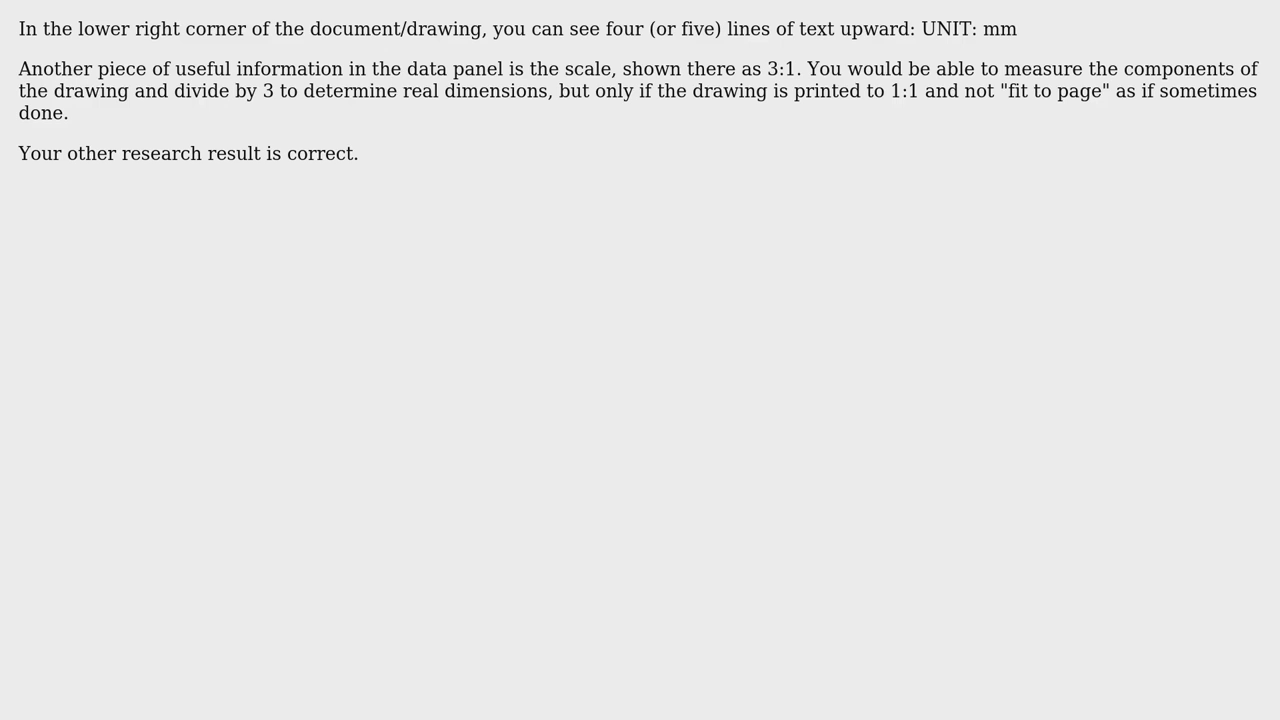 In the lower right corner of the document/drawing, you can see four (or five) lines of text upward: UNIT: mm
Another piece of useful information in the data panel is the scale, shown there as 3:1. You would be able to measure the components of
the drawing and divide by 3 to determine real dimensions, but only if the drawing is printed to 1:1 and not "fit to page" as if sometimes
done.
Your other research result is correct.